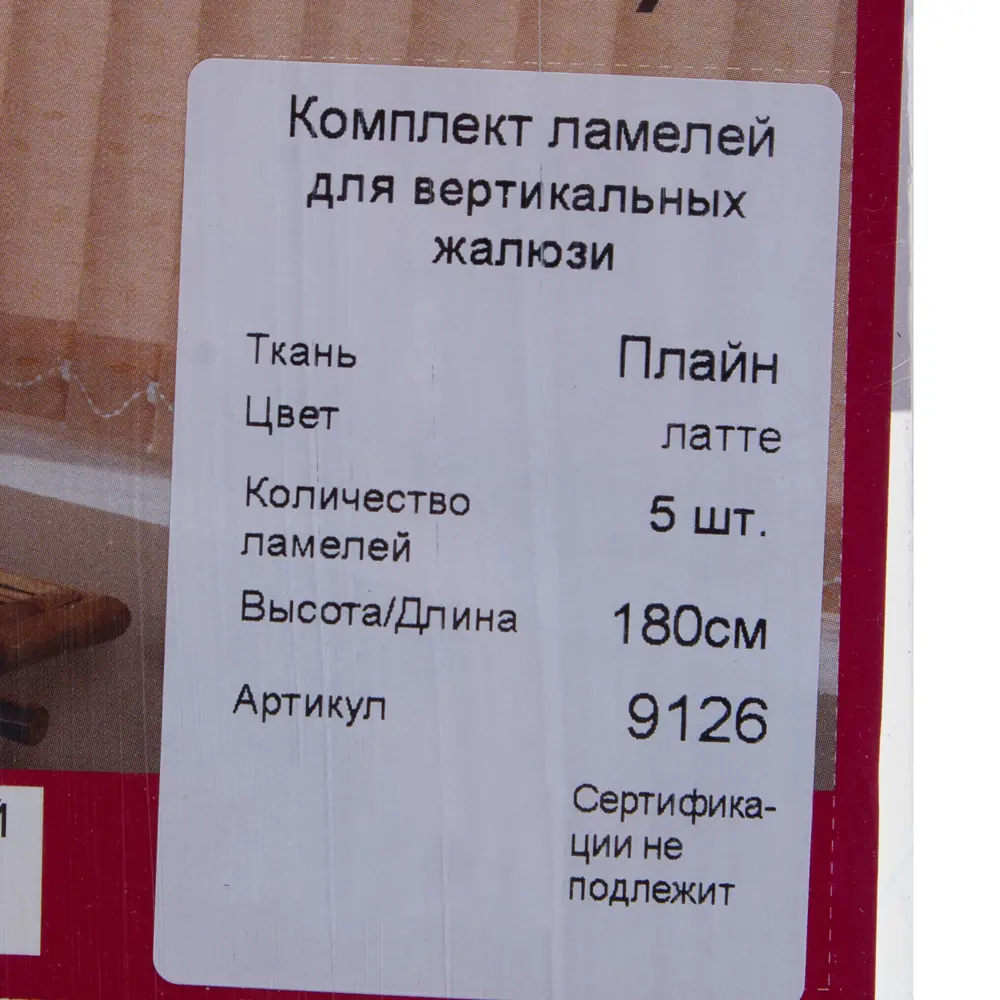 Комплект ламелей
для вертикальных
жалюзи
Ткань Плайн
Цвет латте
Количество
ламелей 5 шт.
Высота/Длина 180см
Артикул 9126
Сертифика-
ции не
подлежит
Й